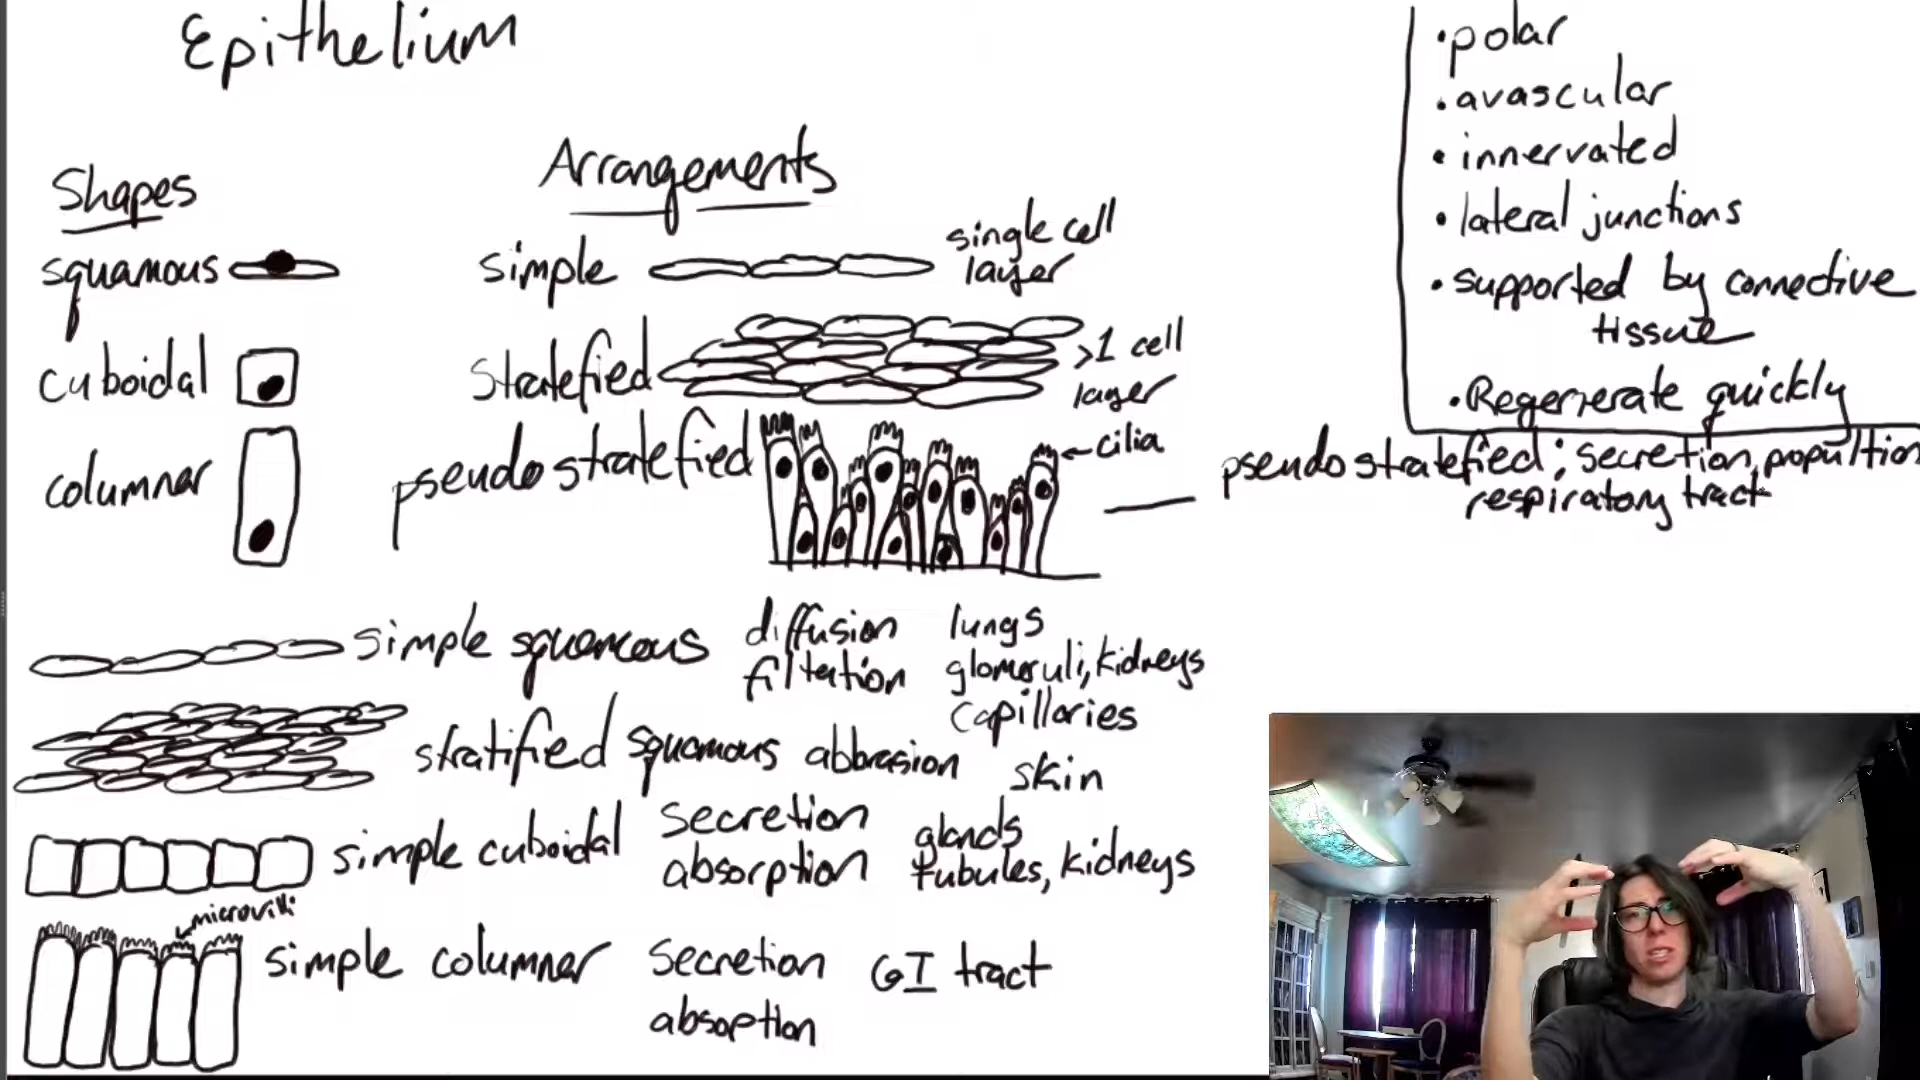 Epithelium
Shapes
squamous
cuboidal
columnar
Arrangements
simple
single cell
layer
stratefied
>1 cell
layer
pseudostratefied
cilia
• polar
• avascular
• innervated
• lateral junctions
• supported by connective
tissue
• Regenerate quickly
pseudostratefied; secretion, propultion
respiratory tract
simple squamous
diffusion
filtration
lungs
glomeruli, kidneys
capillaries
stratified squamous abbrasion skin
simple cuboidal
secretion
absorption
glands
tubules, kidneys
microvilli
simple columnar
secretion
absoption
GI tract